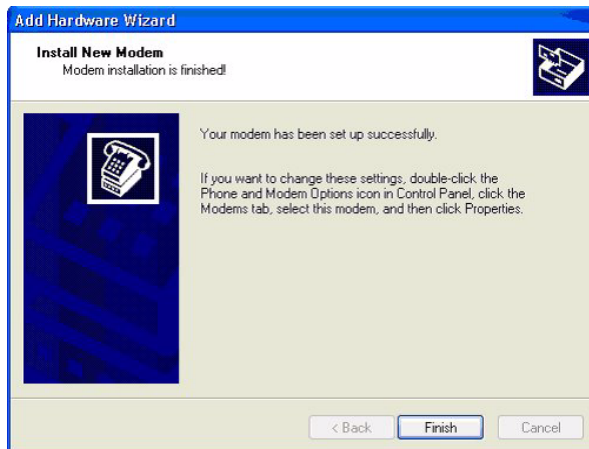 Add Hardware Wizard
Install New Modem
Modem installation is finished!
Your modem has been set up successfully.
If you want to change these settings, double-click the
Phone and Modem Options icon in Control Panel, click the
Modems tab, select this modem, and then click Properties.
< Back
Finish
Cancel